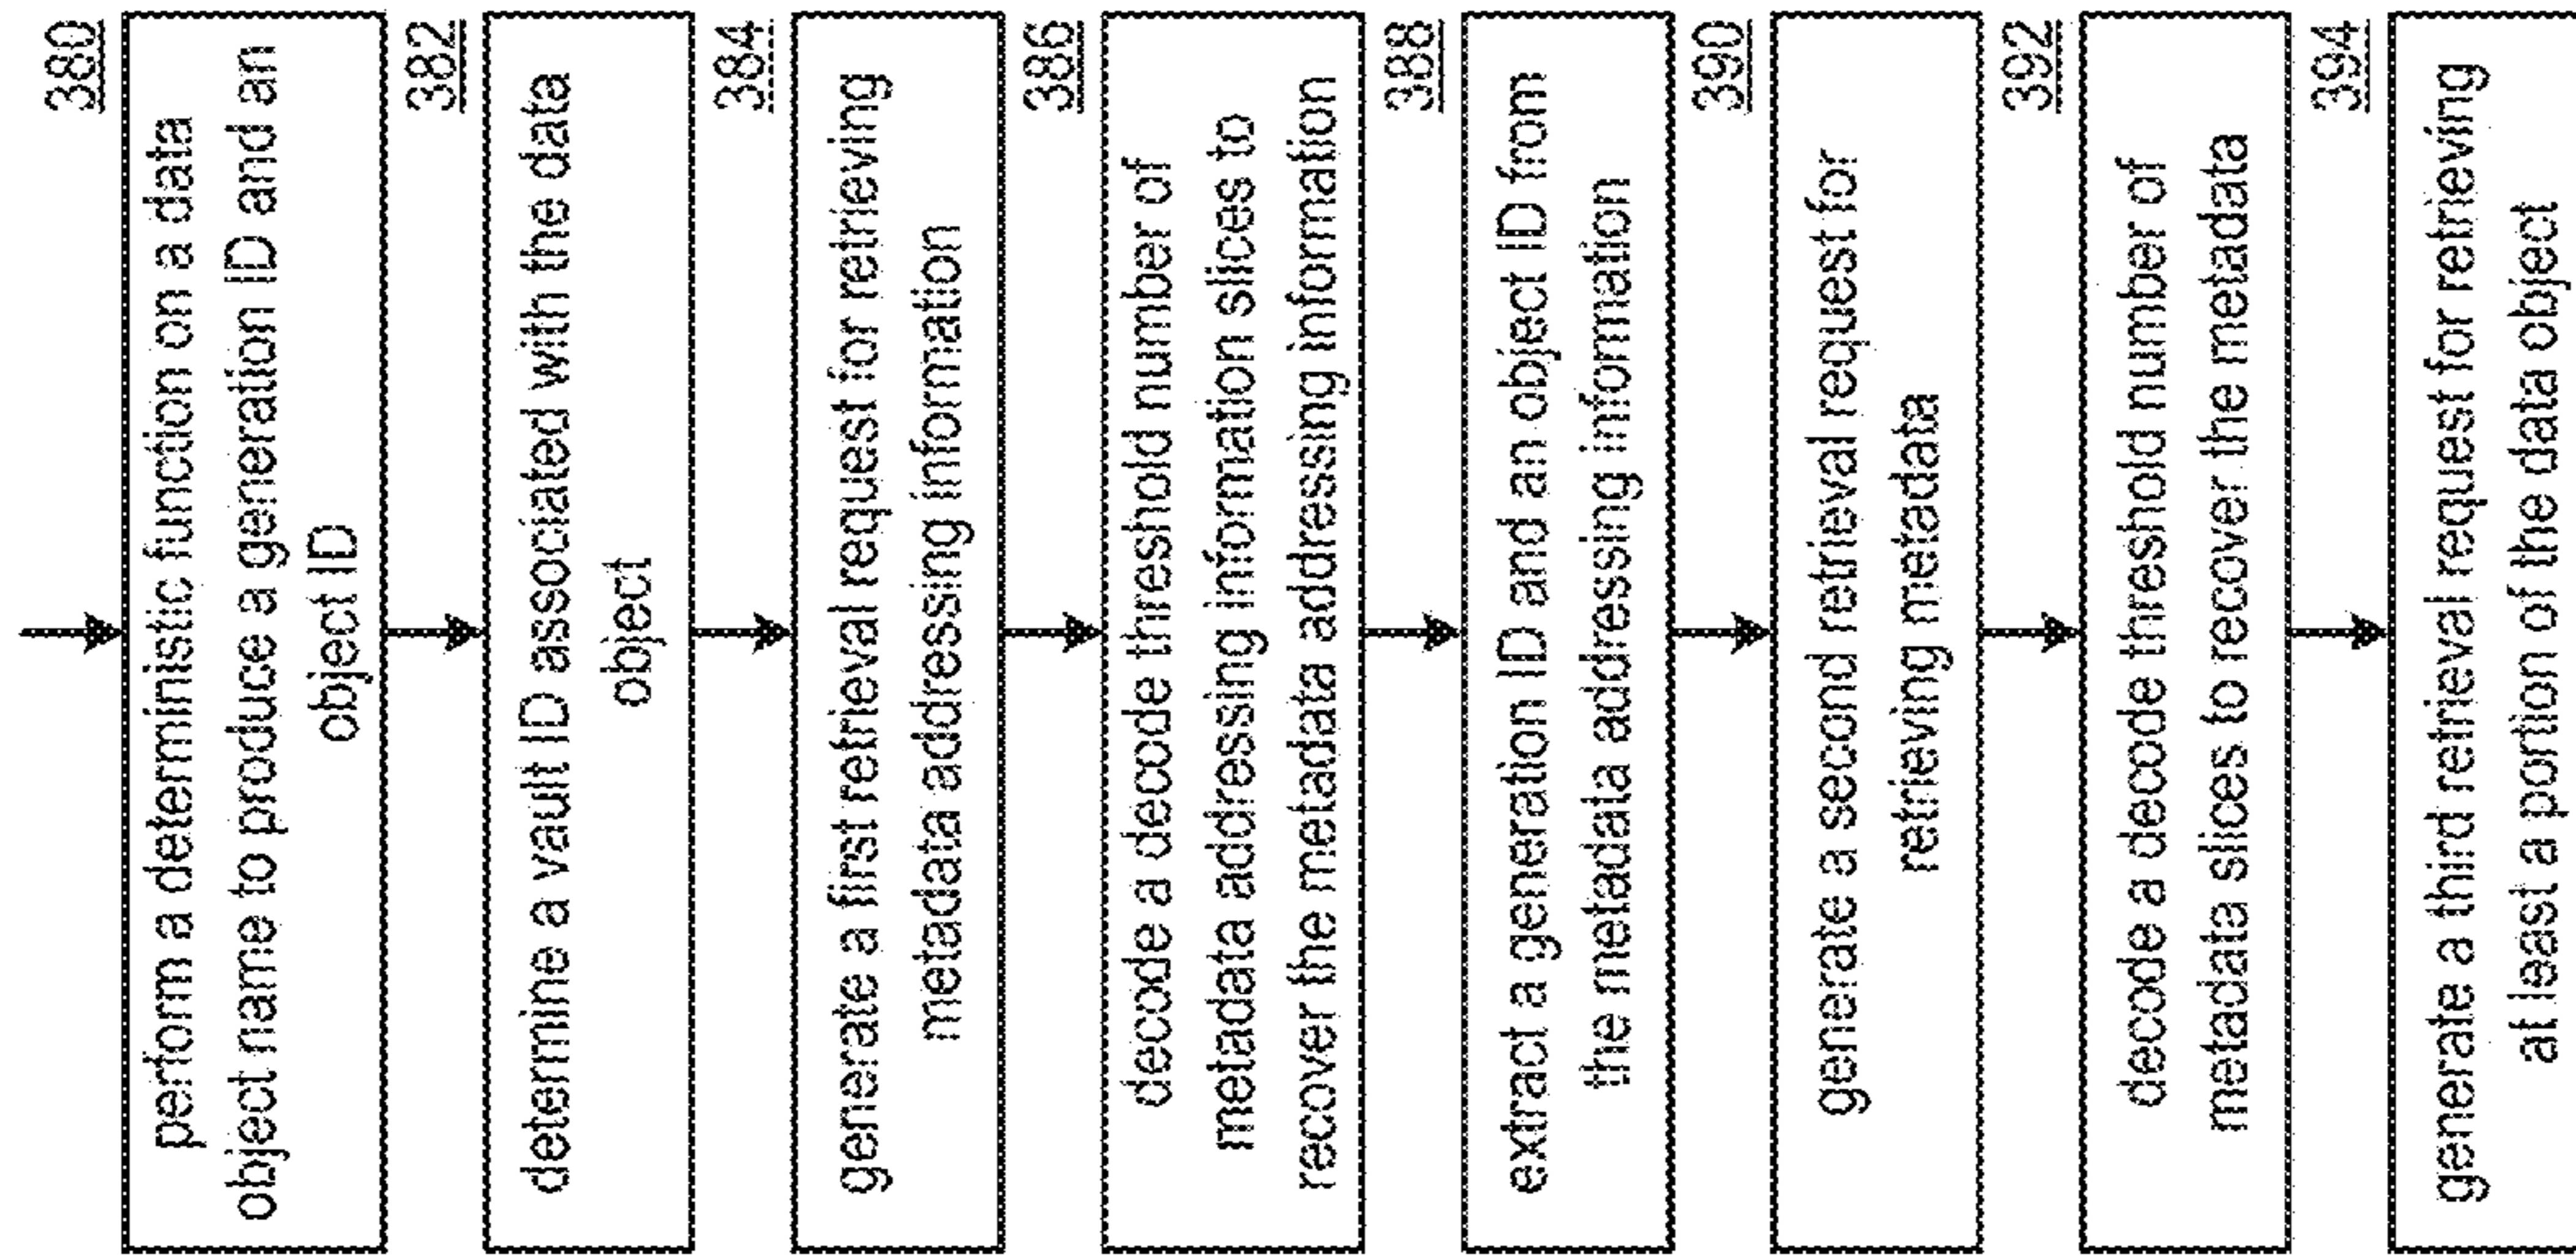 380
perform a deterministic function on a data
object name to produce a generation ID and an
object ID
382
determine a vault ID associated with the data
object
384
generate a first retrieval request for retrieving
metadata addressing information
386
decode a decode threshold number of
metadata addressing information slices to
recover the metadata addressing information
388
extract a generation ID and an object ID from
the metadata addressing information
390
generate a second retrieval request for
retrieving metadata
392
decode a decode threshold number of
metadata slices to recover the metadata
394
generate a third retrieval request for retrieving
at least a portion of the data object